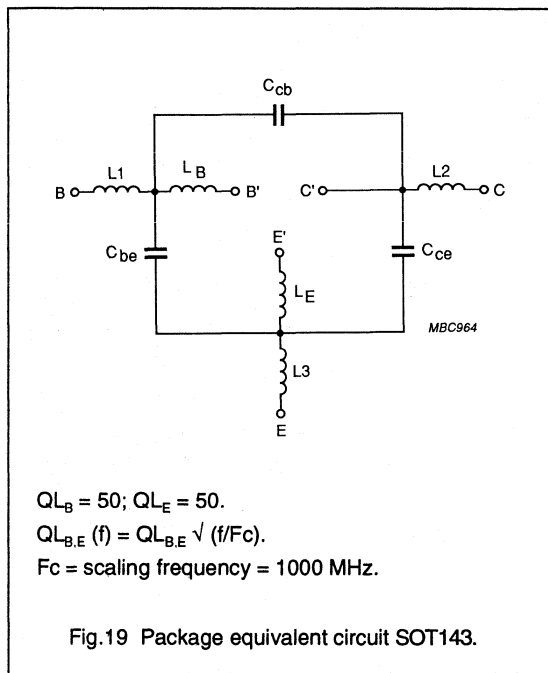 Ccb
L1
LB
L2
B
B'
C'
C
Cbe
E'
Cce
LE
MBC964
L3
E
QLB = 50; QLE = 50.
QLB,E (f) = QLB,E √ (f/Fc).
Fc = scaling frequency = 1000 MHz.
Fig.19 Package equivalent circuit SOT143.